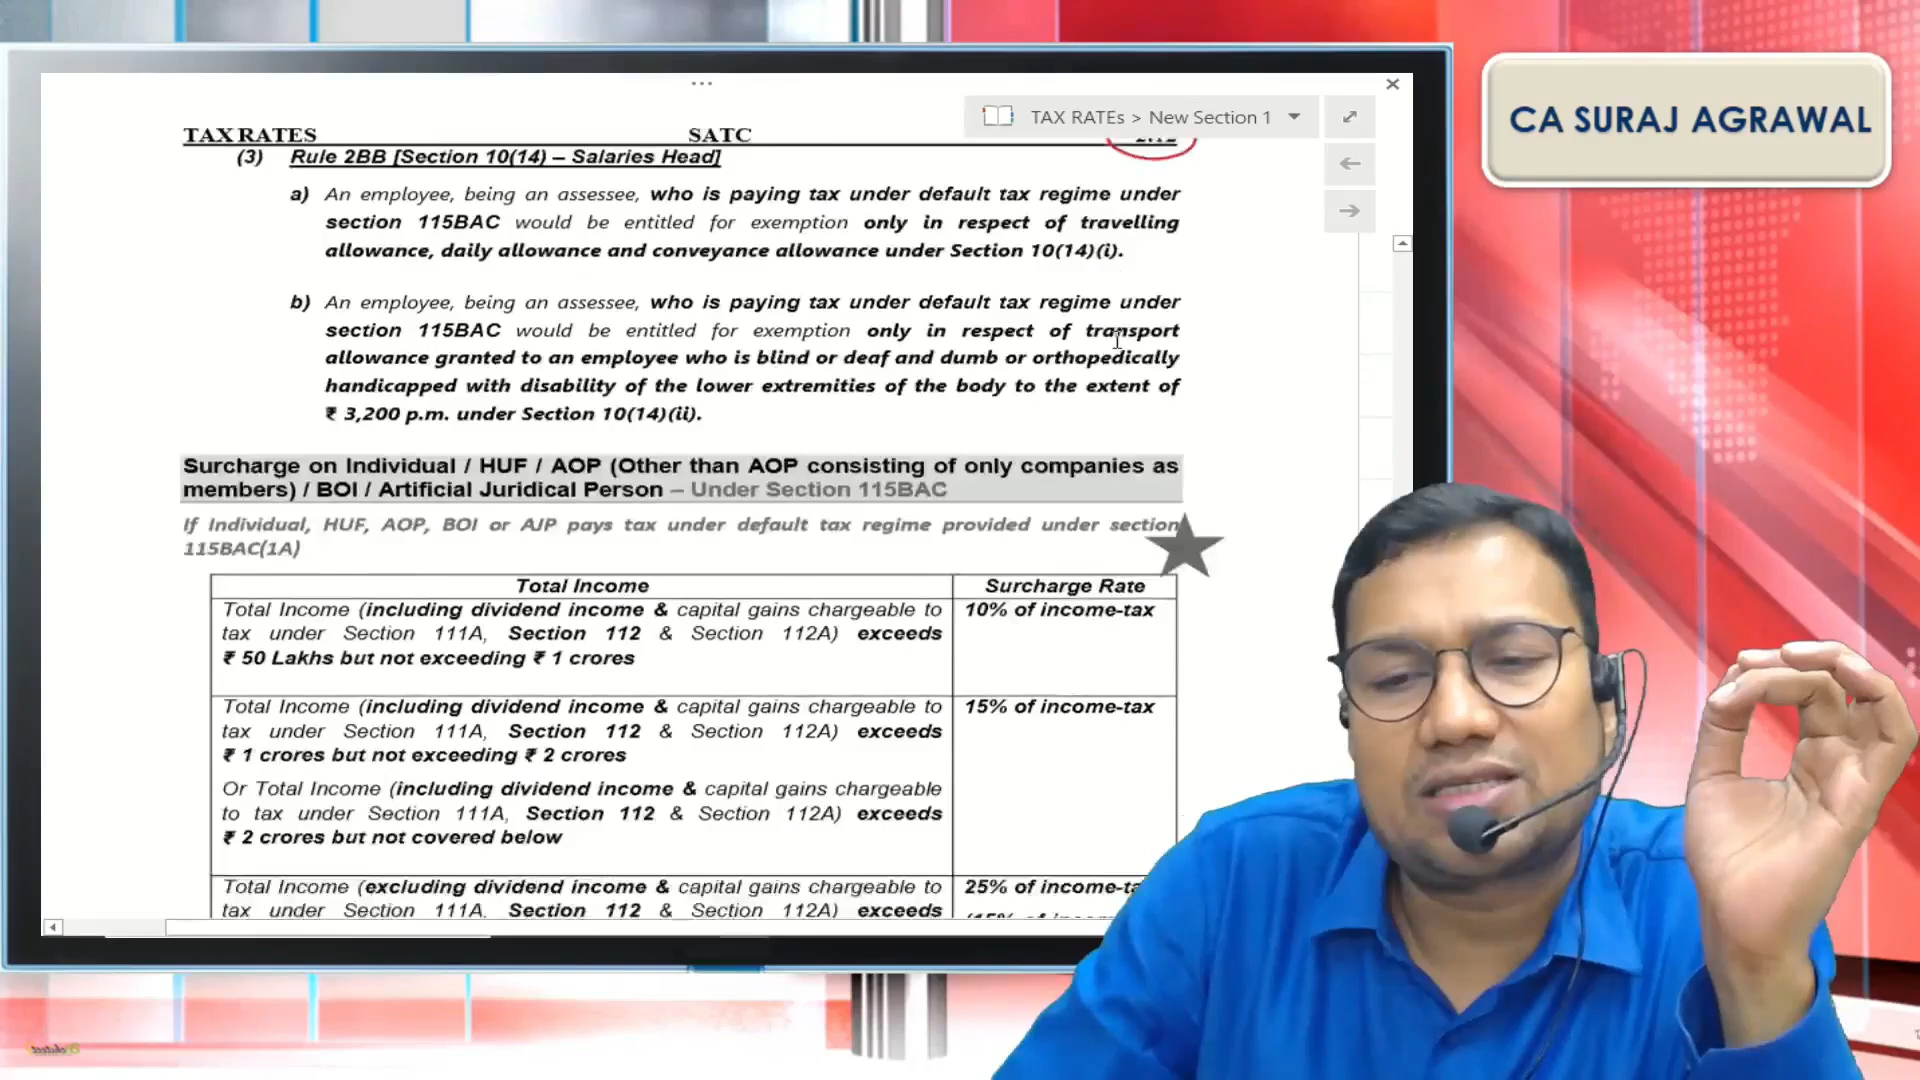 CA SURAJ AGRAWAL
TAX RATEs > New Section 1
TAX RATES SATC 2.12
(3) Rule 2BB [Section 10(14) – Salaries Head]
a) An employee, being an assessee, who is paying tax under default tax regime under
section 115BAC would be entitled for exemption only in respect of travelling
allowance, daily allowance and conveyance allowance under Section 10(14)(i).
b) An employee, being an assessee, who is paying tax under default tax regime under
section 115BAC would be entitled for exemption only in respect of transport
allowance granted to an employee who is blind or deaf and dumb or orthopedically
handicapped with disability of the lower extremities of the body to the extent of
₹ 3,200 p.m. under Section 10(14)(ii).
Surcharge on Individual / HUF / AOP (Other than AOP consisting of only companies as
members) / BOI / Artificial Juridical Person – Under Section 115BAC
If Individual, HUF, AOP, BOI or AJP pays tax under default tax regime provided under section
115BAC(1A)
Total Income Surcharge Rate
Total Income (including dividend income & capital gains chargeable to 10% of income-tax
tax under Section 111A, Section 112 & Section 112A) exceeds
₹ 50 Lakhs but not exceeding ₹ 1 crores
Total Income (including dividend income & capital gains chargeable to 15% of income-tax
tax under Section 111A, Section 112 & Section 112A) exceeds
₹ 1 crores but not exceeding ₹ 2 crores
Or Total Income (including dividend income & capital gains chargeable
to tax under Section 111A, Section 112 & Section 112A) exceeds
₹ 2 crores but not covered below
Total Income (excluding dividend income & capital gains chargeable to 25% of income-ta
tax under Section 111A, Section 112 & Section 112A) exceeds